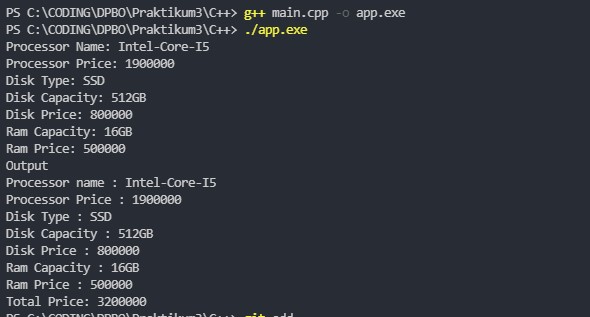 PS C:\CODING\DPBO\Praktikum3\C++> g++ main.cpp -o app.exe
PS C:\CODING\DPBO\Praktikum3\C++> ./app.exe
Processor Name: Intel-Core-I5
Processor Price: 1900000
Disk Type: SSD
Disk Capacity: 512GB
Disk Price: 800000
Ram Capacity: 16GB
Ram Price: 500000
Output
Processor name : Intel-Core-I5
Processor Price : 1900000
Disk Type : SSD
Disk Capacity : 512GB
Disk Price : 800000
Ram Capacity : 16GB
Ram Price : 500000
Total Price: 3200000
PS C:\CODING\DPBO\Praktikum3\C++> git add